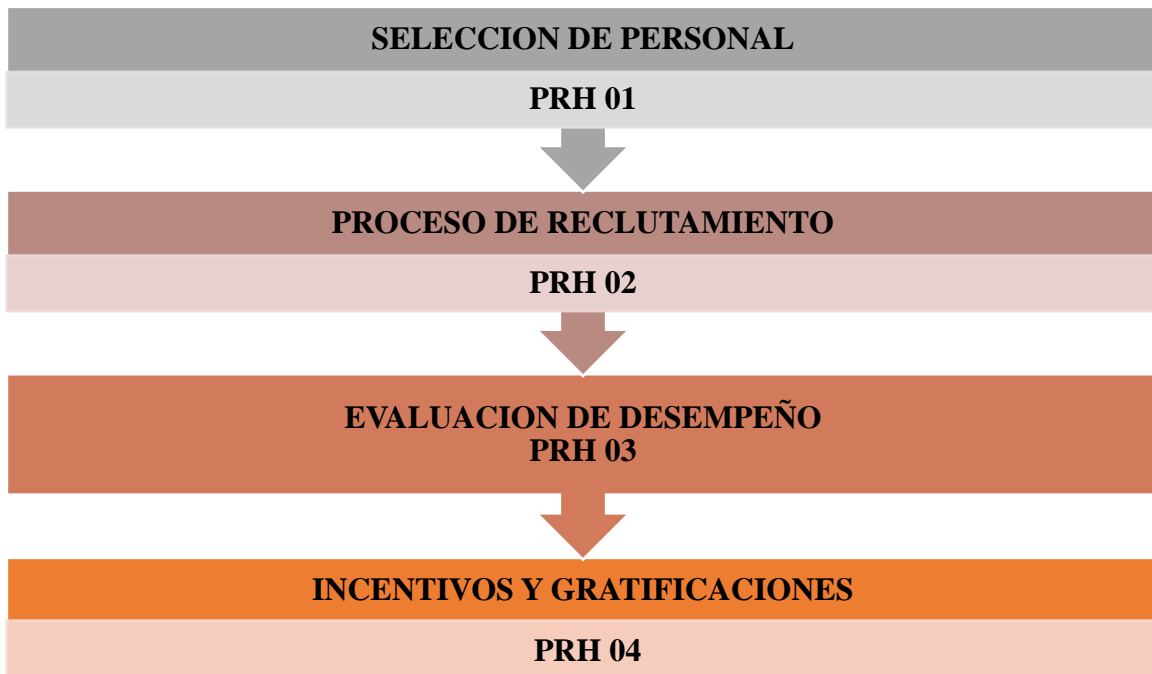 SELECCION DE PERSONAL
PRH 01
PROCESO DE RECLUTAMIENTO
PRH 02
EVALUACION DE DESEMPEÑO
PRH 03
INCENTIVOS Y GRATIFICACIONES
PRH 04